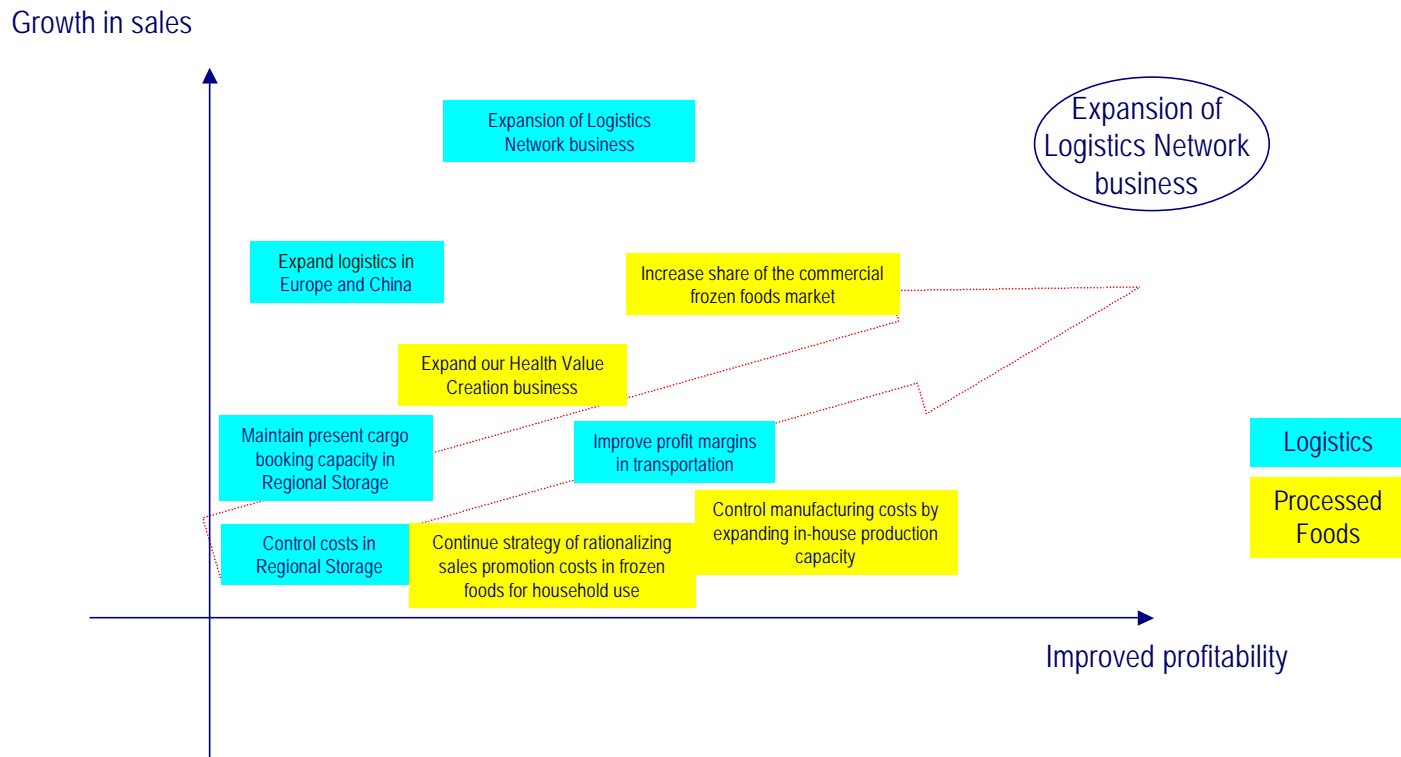 Growth in sales
Expansion of Logistics
Network business
Expansion of
Logistics Network
business
Expand logistics in
Europe and China
Increase share of the commercial
frozen foods market
Expand our Health Value
Creation business
Maintain present cargo
booking capacity in
Regional Storage
Improve profit margins
in transportation
Logistics
Processed
Foods
Control manufacturing costs by
expanding in-house production
capacity
Control costs in
Regional Storage
Continue strategy of rationalizing
sales promotion costs in frozen
foods for household use
Improved profitability